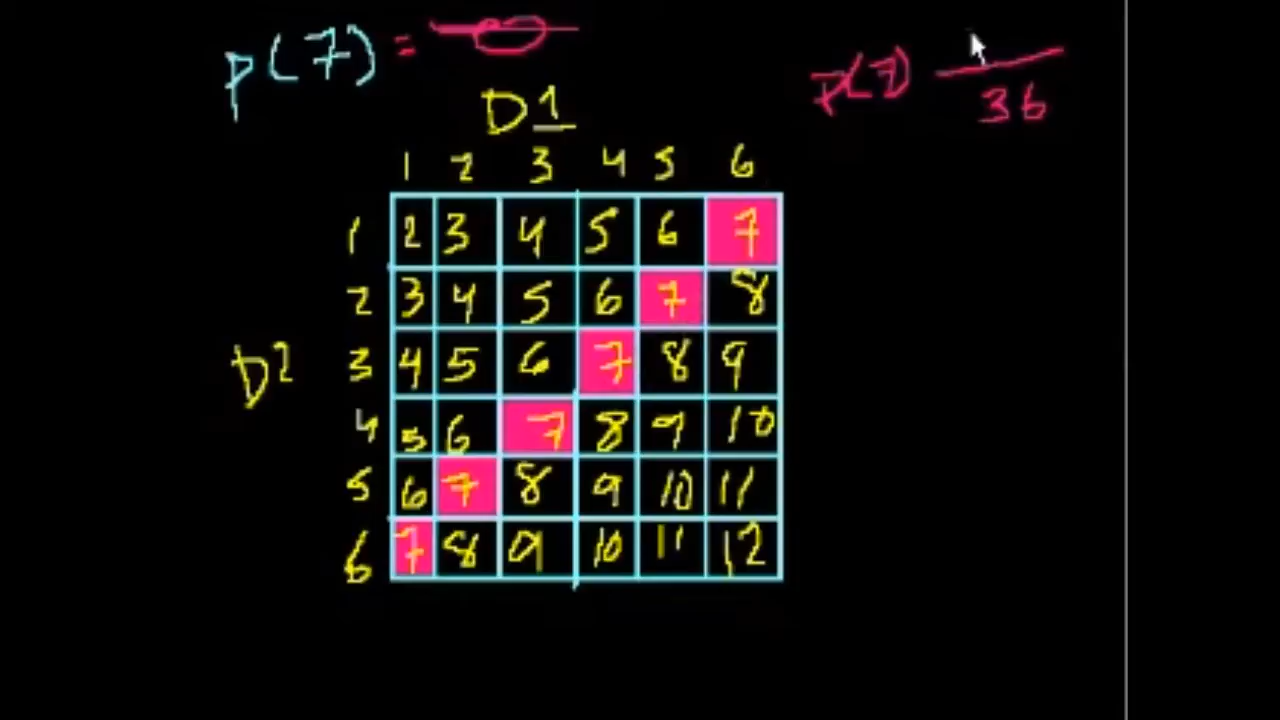 P(7) =
P(7) 36
D1
1 2 3 4 5 6
1 2 3 4 5 6 7
2 3 4 5 6 7 8
D2
3 4 5 6 7 8 9
4 5 6 7 8 9 10
5 6 7 8 9 10 11
6 7 8 9 10 11 12